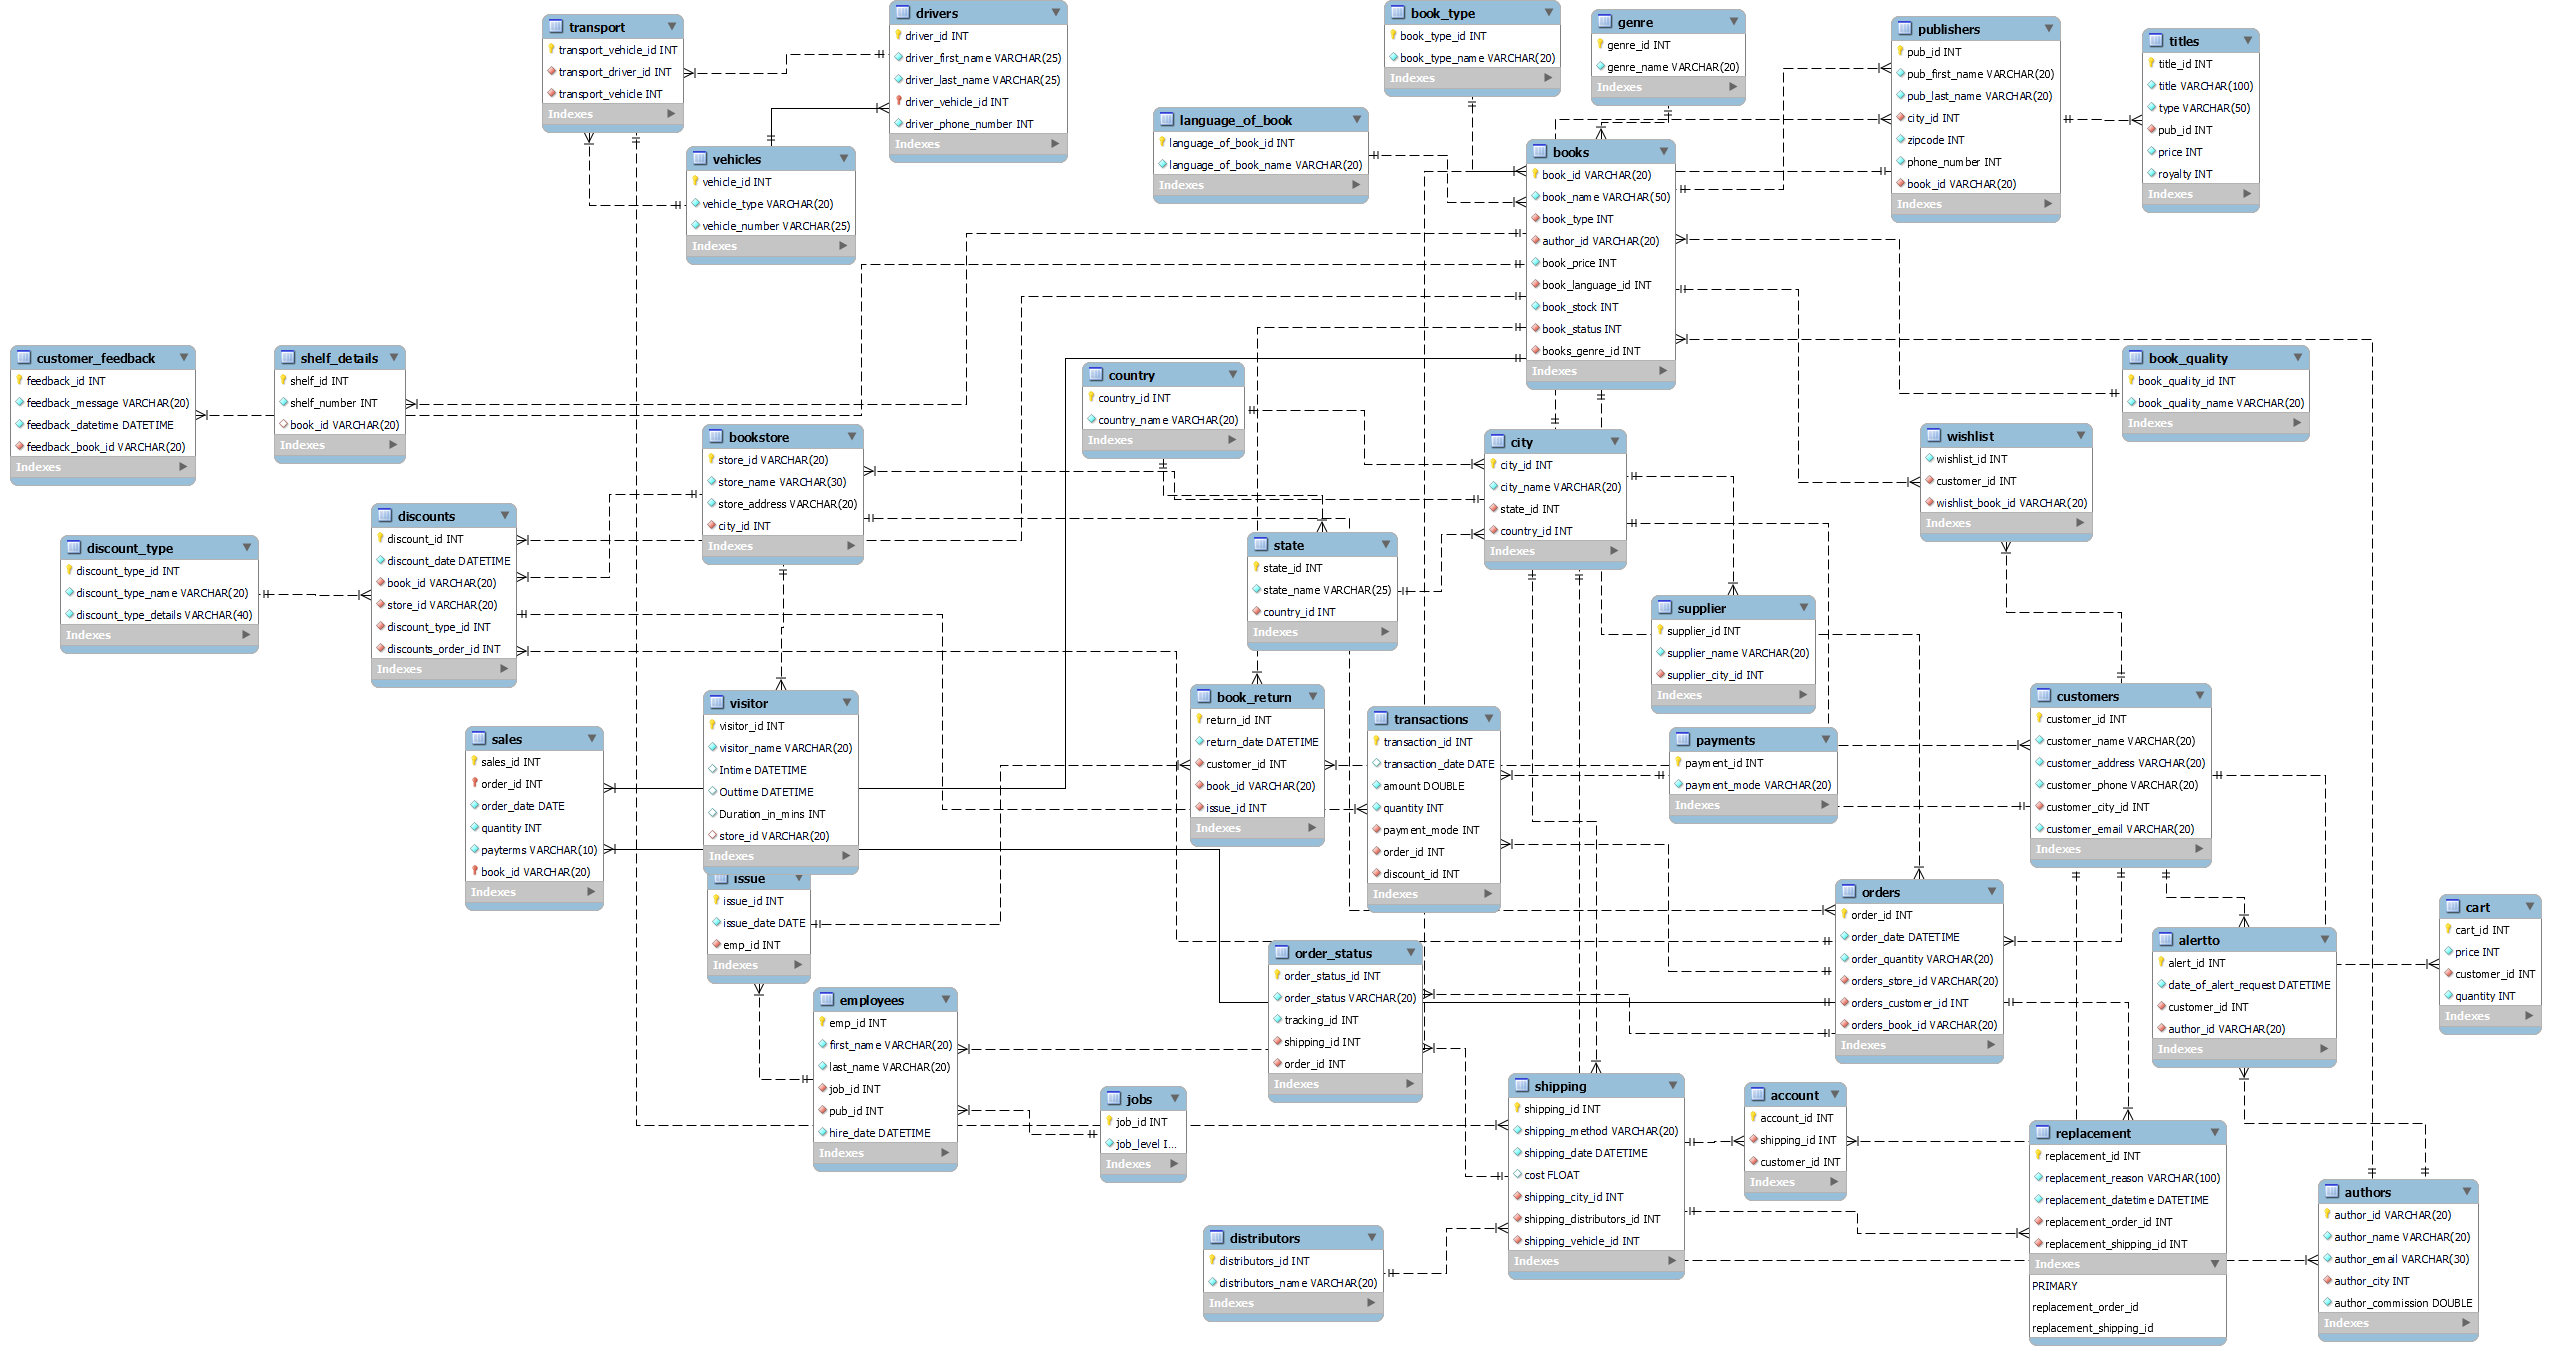 transport
transport_vehicle_id INT
transport_driver_id INT
transport_vehicle INT
Indexes
drivers
driver_id INT
driver_first_name VARCHAR(25)
driver_last_name VARCHAR(25)
driver_vehicle_id INT
driver_phone_number INT
Indexes
vehicles
vehicle_id INT
vehicle_type VARCHAR(20)
vehicle_number VARCHAR(25)
Indexes
book_type
book_type_id INT
book_type_name VARCHAR(20)
Indexes
genre
genre_id INT
genre_name VARCHAR(20)
Indexes
language_of_book
language_of_book_id INT
language_of_book_name VARCHAR(20)
Indexes
books
book_id VARCHAR(20)
book_name VARCHAR(50)
book_type INT
author_id VARCHAR(20)
book_price INT
book_language_id INT
book_stock INT
book_status INT
books_genre_id INT
Indexes
publishers
pub_id INT
pub_first_name VARCHAR(20)
pub_last_name VARCHAR(20)
city_id INT
zipcode INT
phone_number INT
book_id VARCHAR(20)
Indexes
titles
title_id INT
title VARCHAR(100)
type VARCHAR(50)
pub_id INT
price INT
royalty INT
Indexes
customer_feedback
feedback_id INT
feedback_message VARCHAR(20)
feedback_datetime DATETIME
feedback_book_id VARCHAR(20)
Indexes
shelf_details
shelf_id INT
shelf_number INT
book_id VARCHAR(20)
Indexes
country
country_id INT
country_name VARCHAR(20)
Indexes
book_quality
book_quality_id INT
book_quality_name VARCHAR(20)
Indexes
bookstore
store_id VARCHAR(20)
store_name VARCHAR(30)
store_address VARCHAR(20)
city_id INT
Indexes
city
city_id INT
city_name VARCHAR(20)
state_id INT
country_id INT
Indexes
wishlist
wishlist_id INT
customer_id INT
wishlist_book_id VARCHAR(20)
Indexes
discount_type
discount_type_id INT
discount_type_name VARCHAR(20)
discount_type_details VARCHAR(40)
Indexes
discounts
discount_id INT
discount_date DATETIME
book_id VARCHAR(20)
store_id VARCHAR(20)
discount_type_id INT
discounts_order_id INT
Indexes
state
state_id INT
state_name VARCHAR(25)
country_id INT
Indexes
supplier
supplier_id INT
supplier_name VARCHAR(20)
supplier_city_id INT
Indexes
sales
sales_id INT
order_id INT
order_date DATE
quantity INT
payterms VARCHAR(10)
book_id VARCHAR(20)
Indexes
visitor
visitor_id INT
visitor_name VARCHAR(20)
Intime DATETIME
Outtime DATETIME
Duration_in_mins INT
store_id VARCHAR(20)
Indexes
book_return
return_id INT
return_date DATETIME
customer_id INT
book_id VARCHAR(20)
issue_id INT
Indexes
transactions
transaction_id INT
transaction_date DATE
amount DOUBLE
quantity INT
payment_mode INT
order_id INT
discount_id INT
Indexes
payments
payment_id INT
payment_mode VARCHAR(20)
Indexes
customers
customer_id INT
customer_name VARCHAR(20)
customer_address VARCHAR(20)
customer_phone VARCHAR(20)
customer_city_id INT
customer_email VARCHAR(20)
Indexes
issue
issue_id INT
issue_date DATE
emp_id INT
Indexes
order_status
order_status_id INT
order_status VARCHAR(20)
tracking_id INT
shipping_id INT
order_id INT
Indexes
orders
order_id INT
order_date DATETIME
order_quantity VARCHAR(20)
orders_store_id VARCHAR(20)
orders_customer_id INT
orders_book_id VARCHAR(20)
Indexes
alertto
alert_id INT
date_of_alert_request DATETIME
customer_id INT
author_id VARCHAR(20)
Indexes
cart
cart_id INT
price INT
customer_id INT
quantity INT
Indexes
employees
emp_id INT
first_name VARCHAR(20)
last_name VARCHAR(20)
job_id INT
pub_id INT
hire_date DATETIME
Indexes
jobs
job_id INT
job_level I...
Indexes
shipping
shipping_id INT
shipping_method VARCHAR(20)
shipping_date DATETIME
cost FLOAT
shipping_city_id INT
shipping_distributors_id INT
shipping_vehicle_id INT
Indexes
account
account_id INT
shipping_id INT
customer_id INT
Indexes
replacement
replacement_id INT
replacement_reason VARCHAR(100)
replacement_datetime DATETIME
replacement_order_id INT
replacement_shipping_id INT
Indexes
PRIMARY
replacement_order_id
replacement_shipping_id
authors
author_id VARCHAR(20)
author_name VARCHAR(20)
author_email VARCHAR(30)
author_city INT
author_commission DOUBLE
Indexes
distributors
distributors_id INT
distributors_name VARCHAR(20)
Indexes